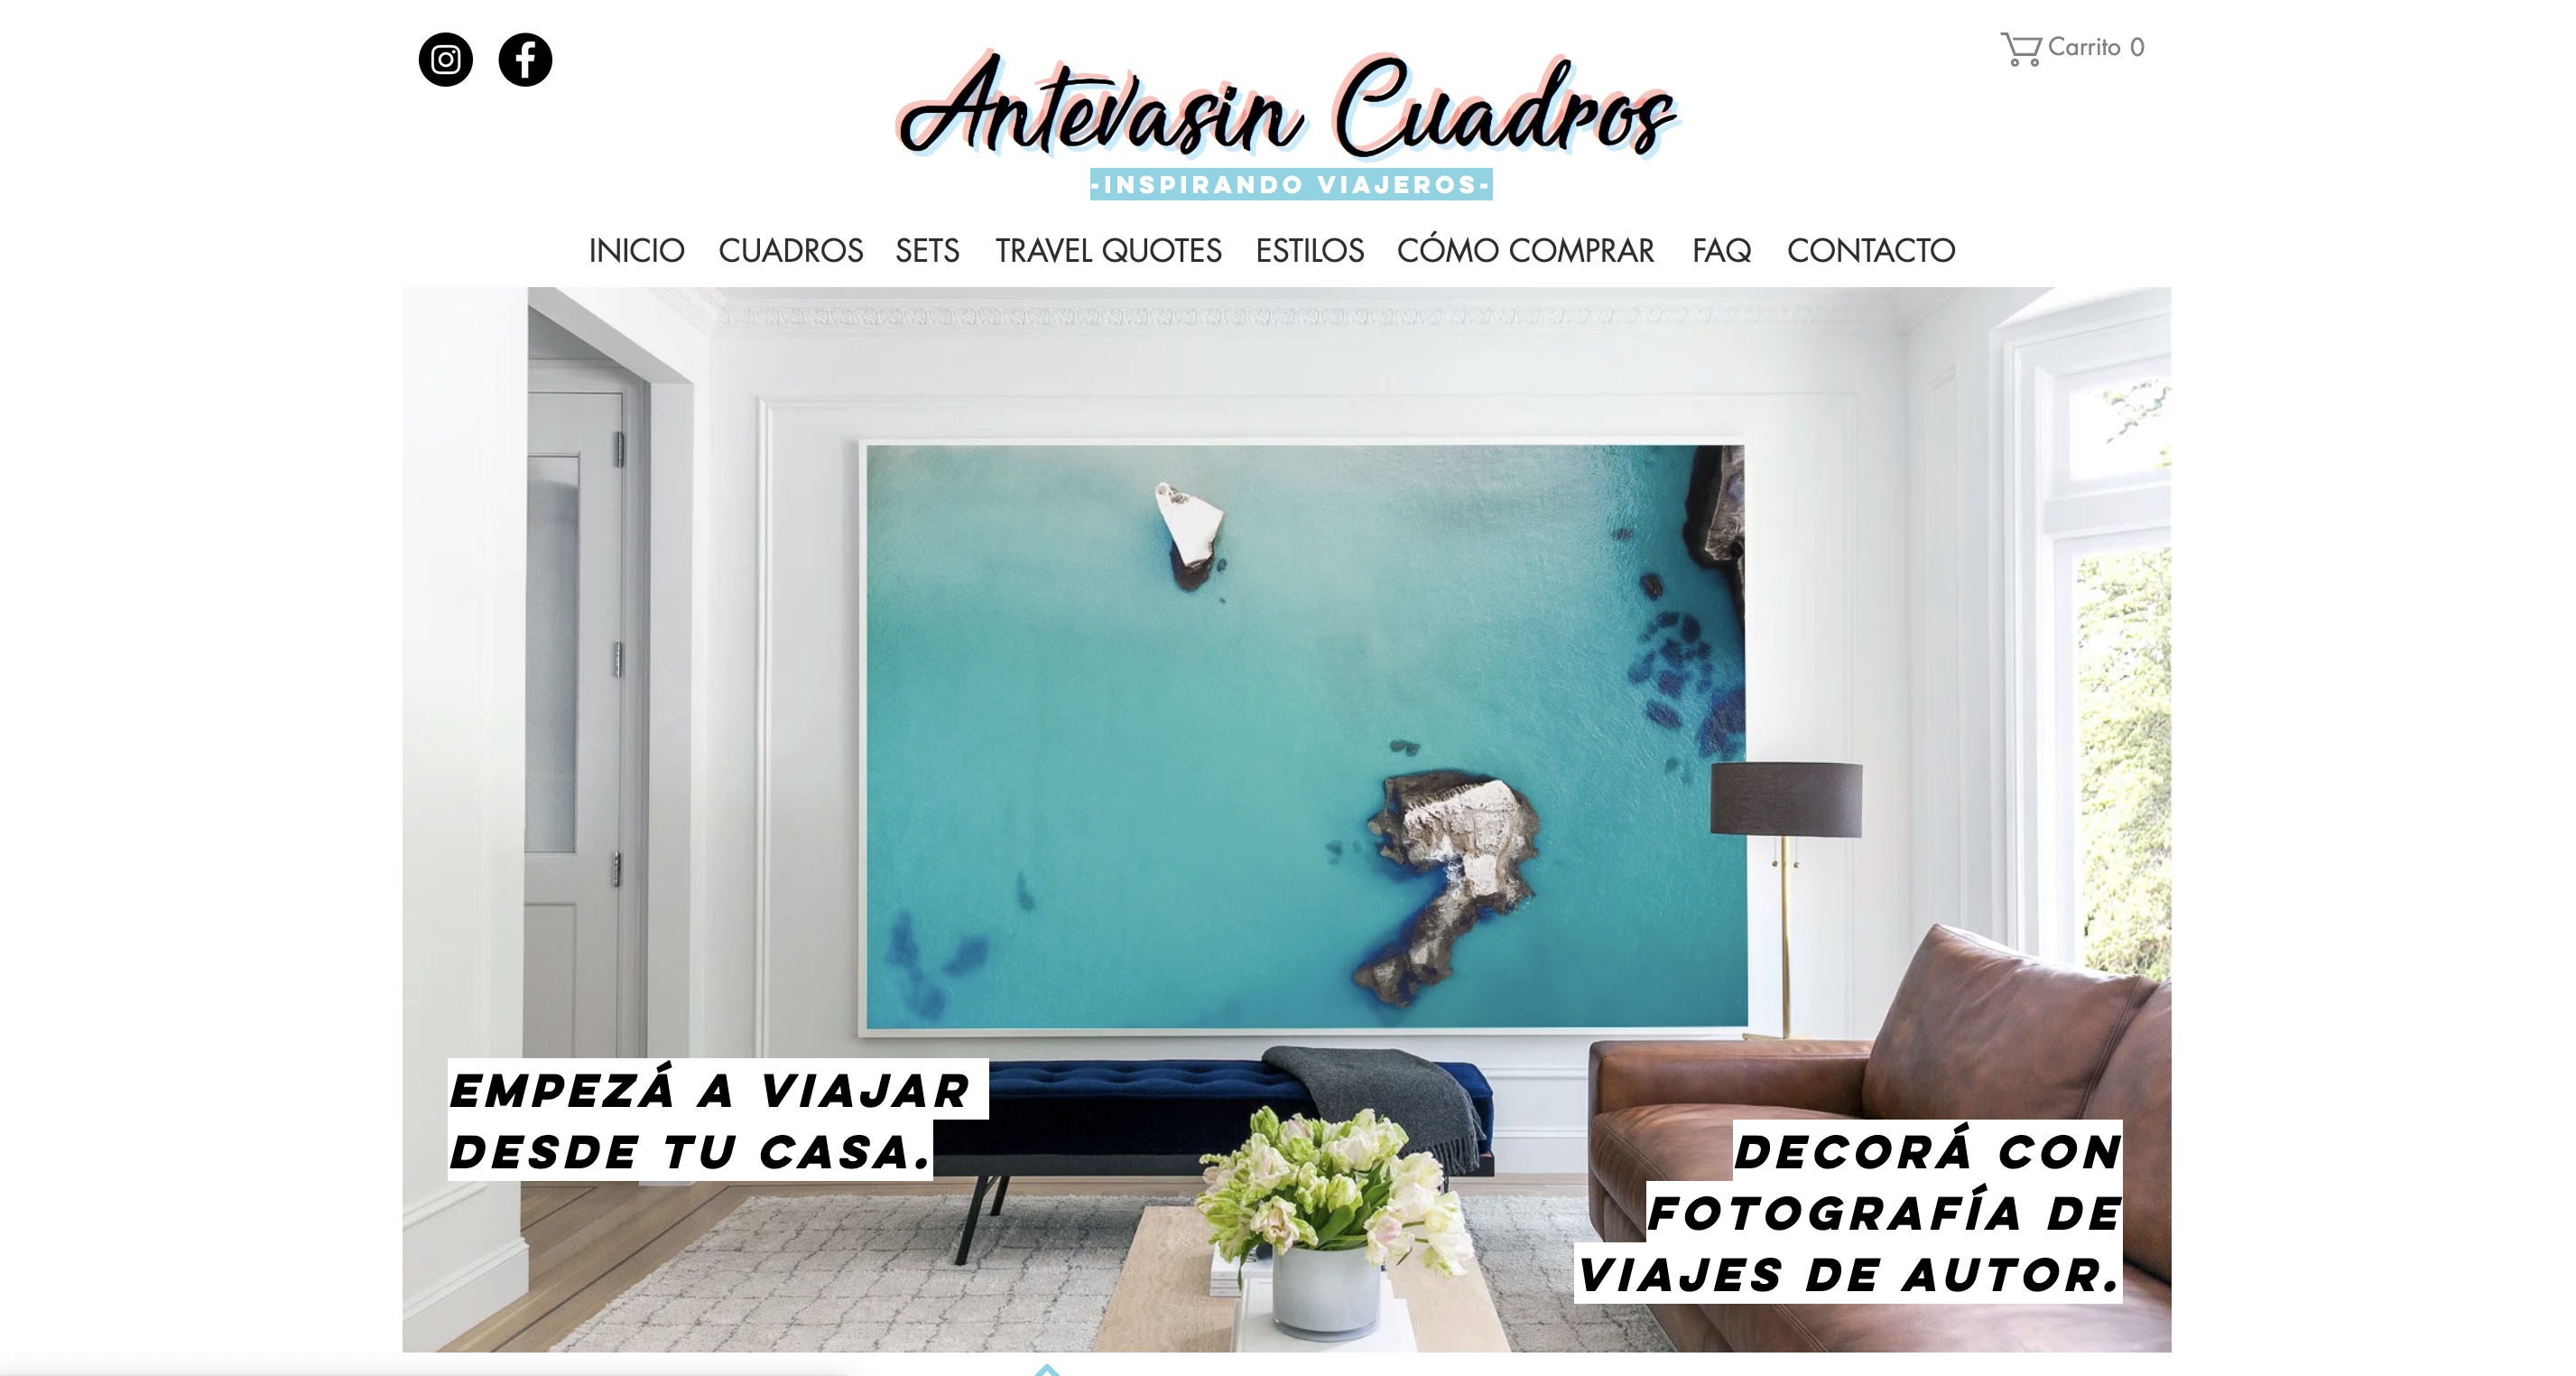 Carrito 0
Antevasin Cuadros
-INSPIRANDO VIAJEROS-
INICIO CUADROS SETS TRAVEL QUOTES ESTILOS CÓMO COMPRAR FAQ CONTACTO
EMPEZÁ A VIAJAR
DESDE TU CASA.
DECORÁ CON
FOTOGRAFÍA DE
VIAJES DE AUTOR.